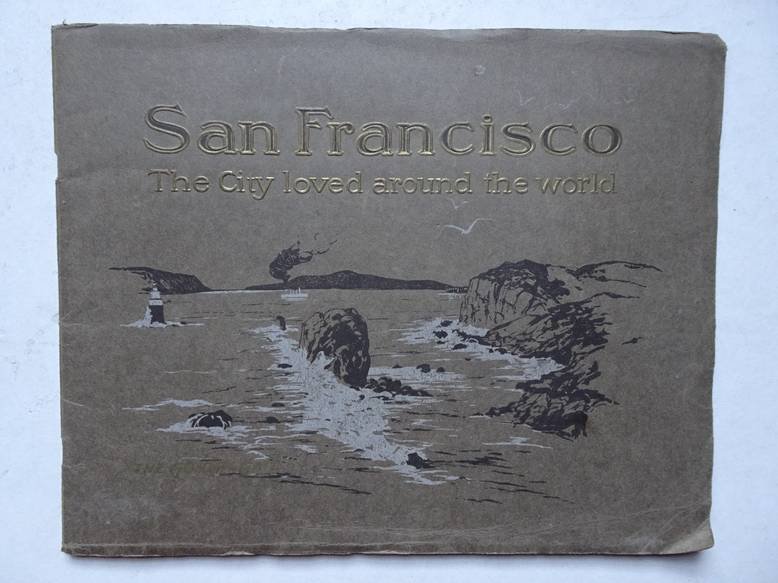 San Francisco
The City loved around the world